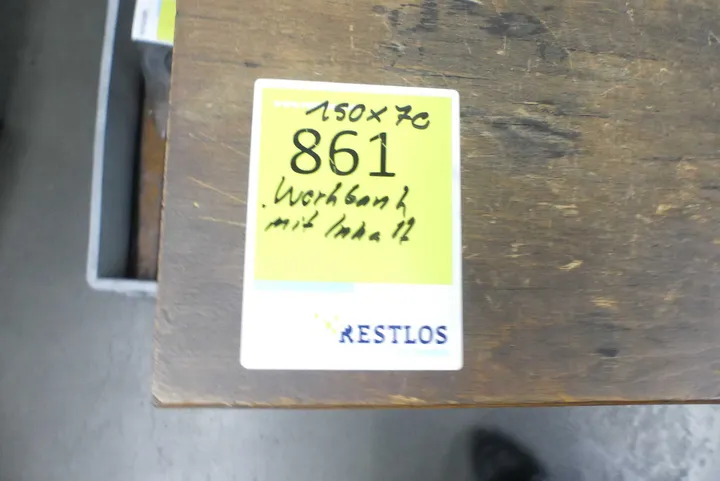 150x70
861
Werkbank
mit Inhalt
RESTLOS